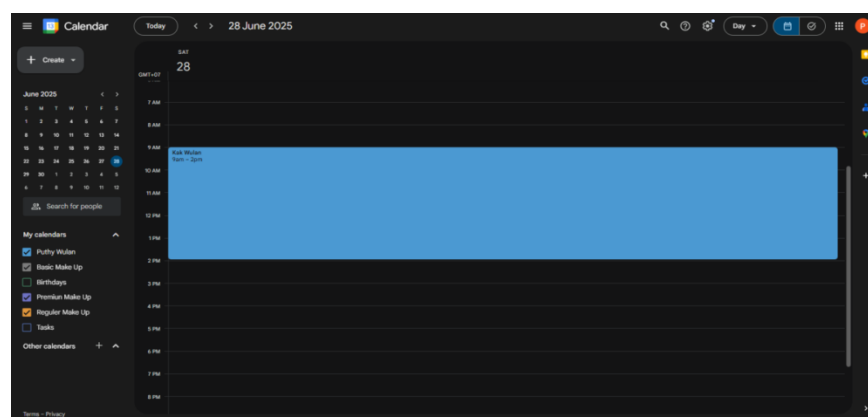 Calendar
Today
28 June 2025
Day
P
Create
SAT
28
GMT+07
June 2025
S M T W T F S
1 2 3 4 5 6 7
8 9 10 11 12 13 14
15 16 17 18 19 20 21
22 23 24 25 26 27 28
29 30 1 2 3 4 5
6 7 8 9 10 11 12
Search for people
My calendars
Puthy Wulan
Basic Make Up
Birthdays
Premiun Make Up
Reguler Make Up
Tasks
Other calendars
Terms – Privacy
7 AM
8 AM
9 AM
Kak Wulan
9am – 2pm
10 AM
11 AM
12 PM
1 PM
2 PM
3 PM
4 PM
5 PM
6 PM
7 PM
8 PM